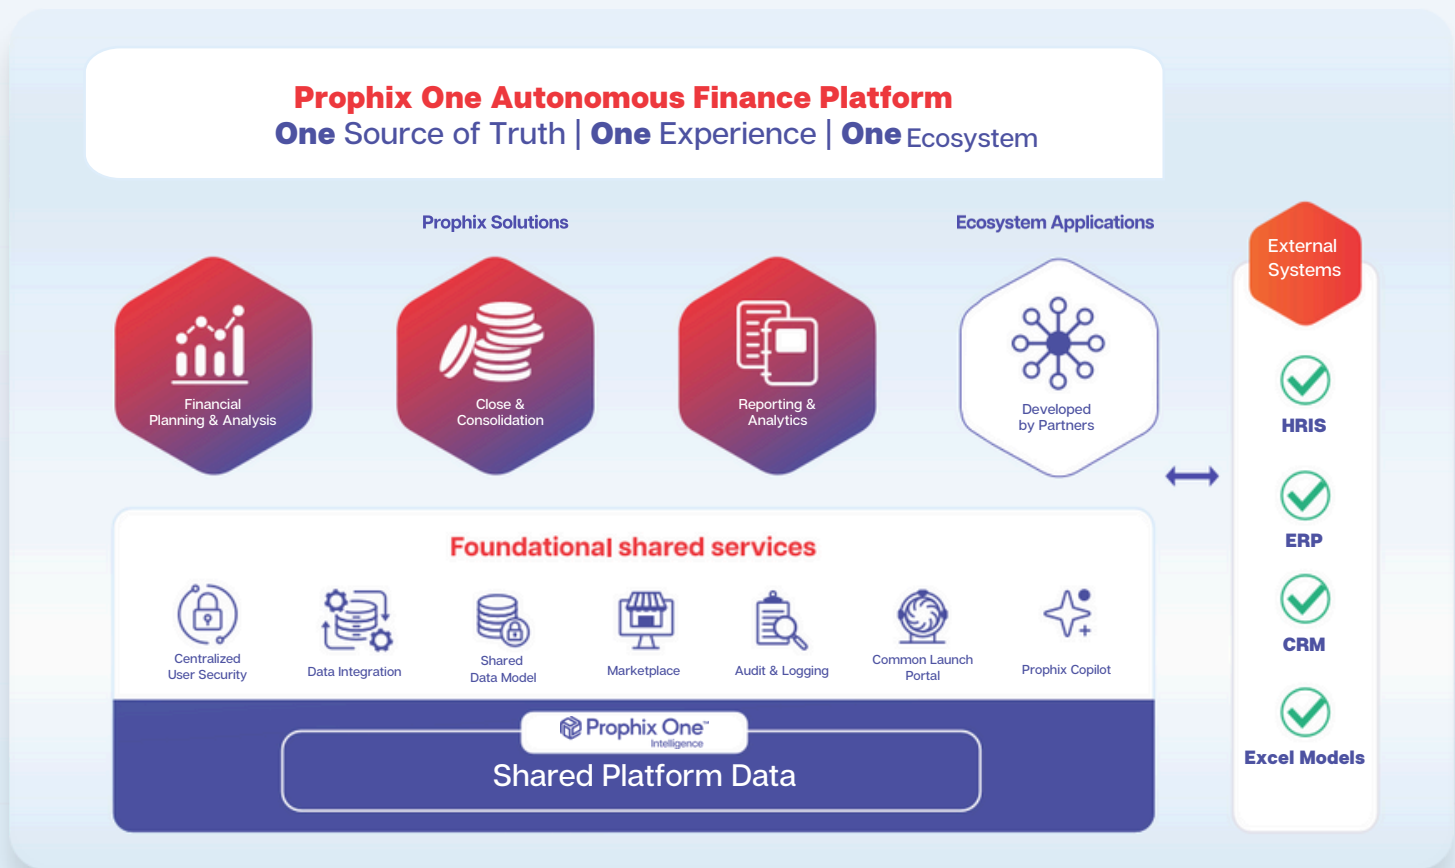 Prophix One Autonomous Finance Platform
One Source of Truth | One Experience | One Ecosystem
Prophix Solutions
Ecosystem Applications
Financial
Planning & Analysis
Close &
Consolidation
Reporting &
Analytics
Developed
by Partners
External
Systems
HRIS
ERP
CRM
Excel Models
Foundational shared services
Centralized
User Security
Data Integration
Shared
Data Model
Marketplace
Audit & Logging
Common Launch
Portal
Prophix Copilot
Prophix One™
Intelligence
Shared Platform Data